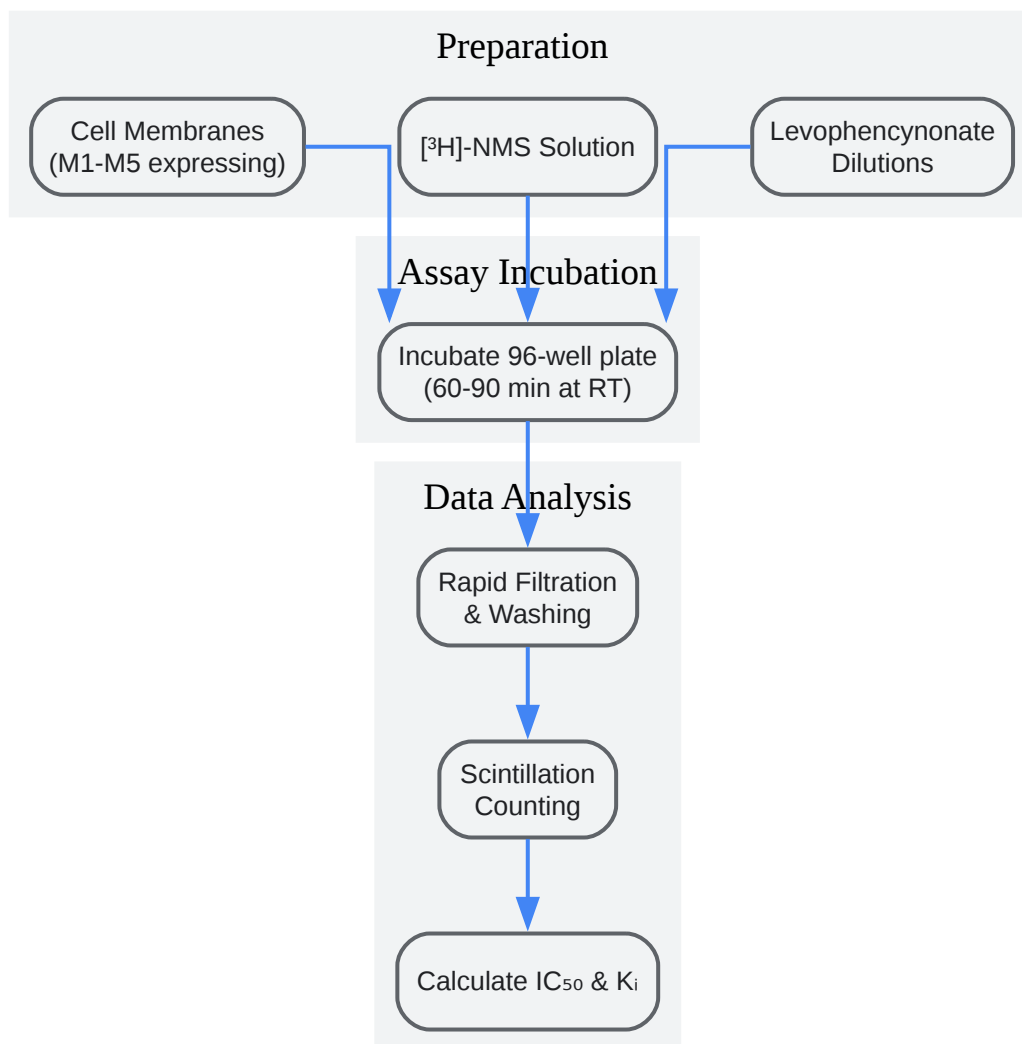 Preparation
Cell Membranes
(M1-M5 expressing)
[³H]-NMS Solution
Levophencynonate
Dilutions
Assay Incubation
Incubate 96-well plate
(60-90 min at RT)
Data Analysis
Rapid Filtration
& Washing
Scintillation
Counting
Calculate IC₅₀ & Kᵢ